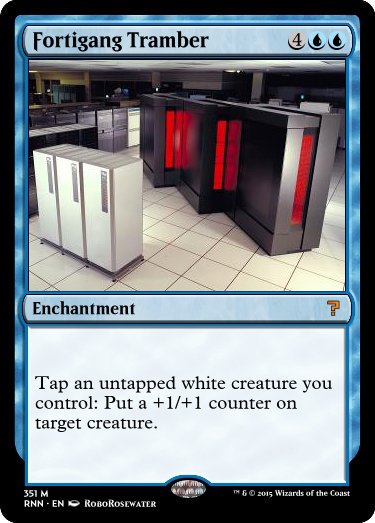 Fortigang Tramber 4
Enchantment
Tap an untapped white creature you
control: Put a +1/+1 counter on
target creature.
351 M
RNN • EN RoboRosewater
™ & © 2015 Wizards of the Coast